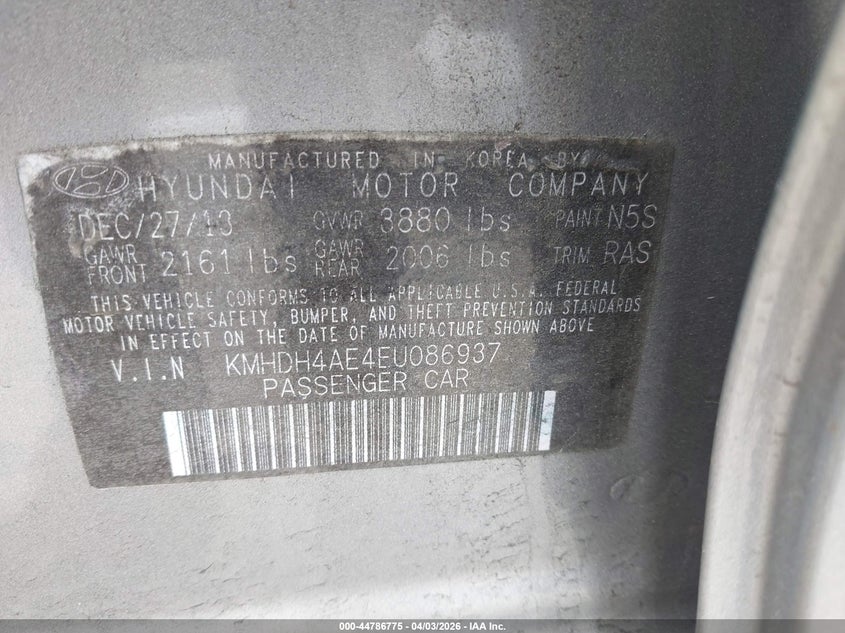 MANUFACTURED IN KOREA BY
HYUNDAI MOTOR COMPANY
DEC/27/13 GVWR 3880 lbs PAINT N5S
GAWR FRONT 2161 lbs GAWR REAR 2006 lbs TRIM RAS
THIS VEHICLE CONFORMS TO ALL APPLICABLE U.S.A. FEDERAL
MOTOR VEHICLE SAFETY, BUMPER, AND THEFT PREVENTION STANDARDS
IN EFFECT ON THE DATE OF MANUFACTURE SHOWN ABOVE
V.I.N KMHDH4AE4EU086937
PASSENGER CAR
000-44786775 - 04/03/2026 - IAA Inc.